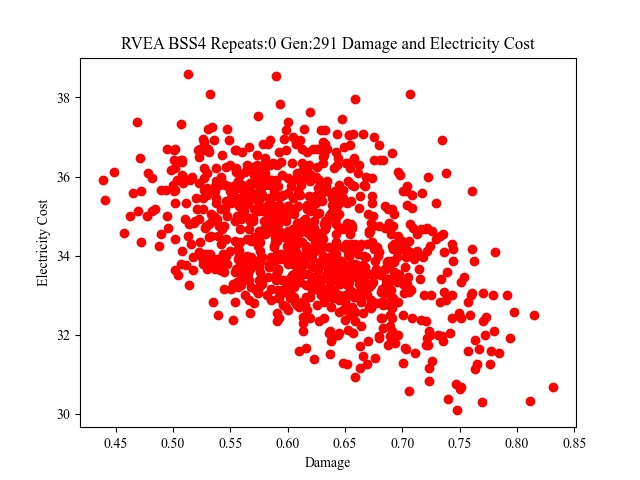 RVEA BSS4 Repeats:0 Gen:291 Damage and Electricity Cost
38
36
34
32
30
Electricity Cost
0.45 0.50 0.55 0.60 0.65 0.70 0.75 0.80 0.85
Damage